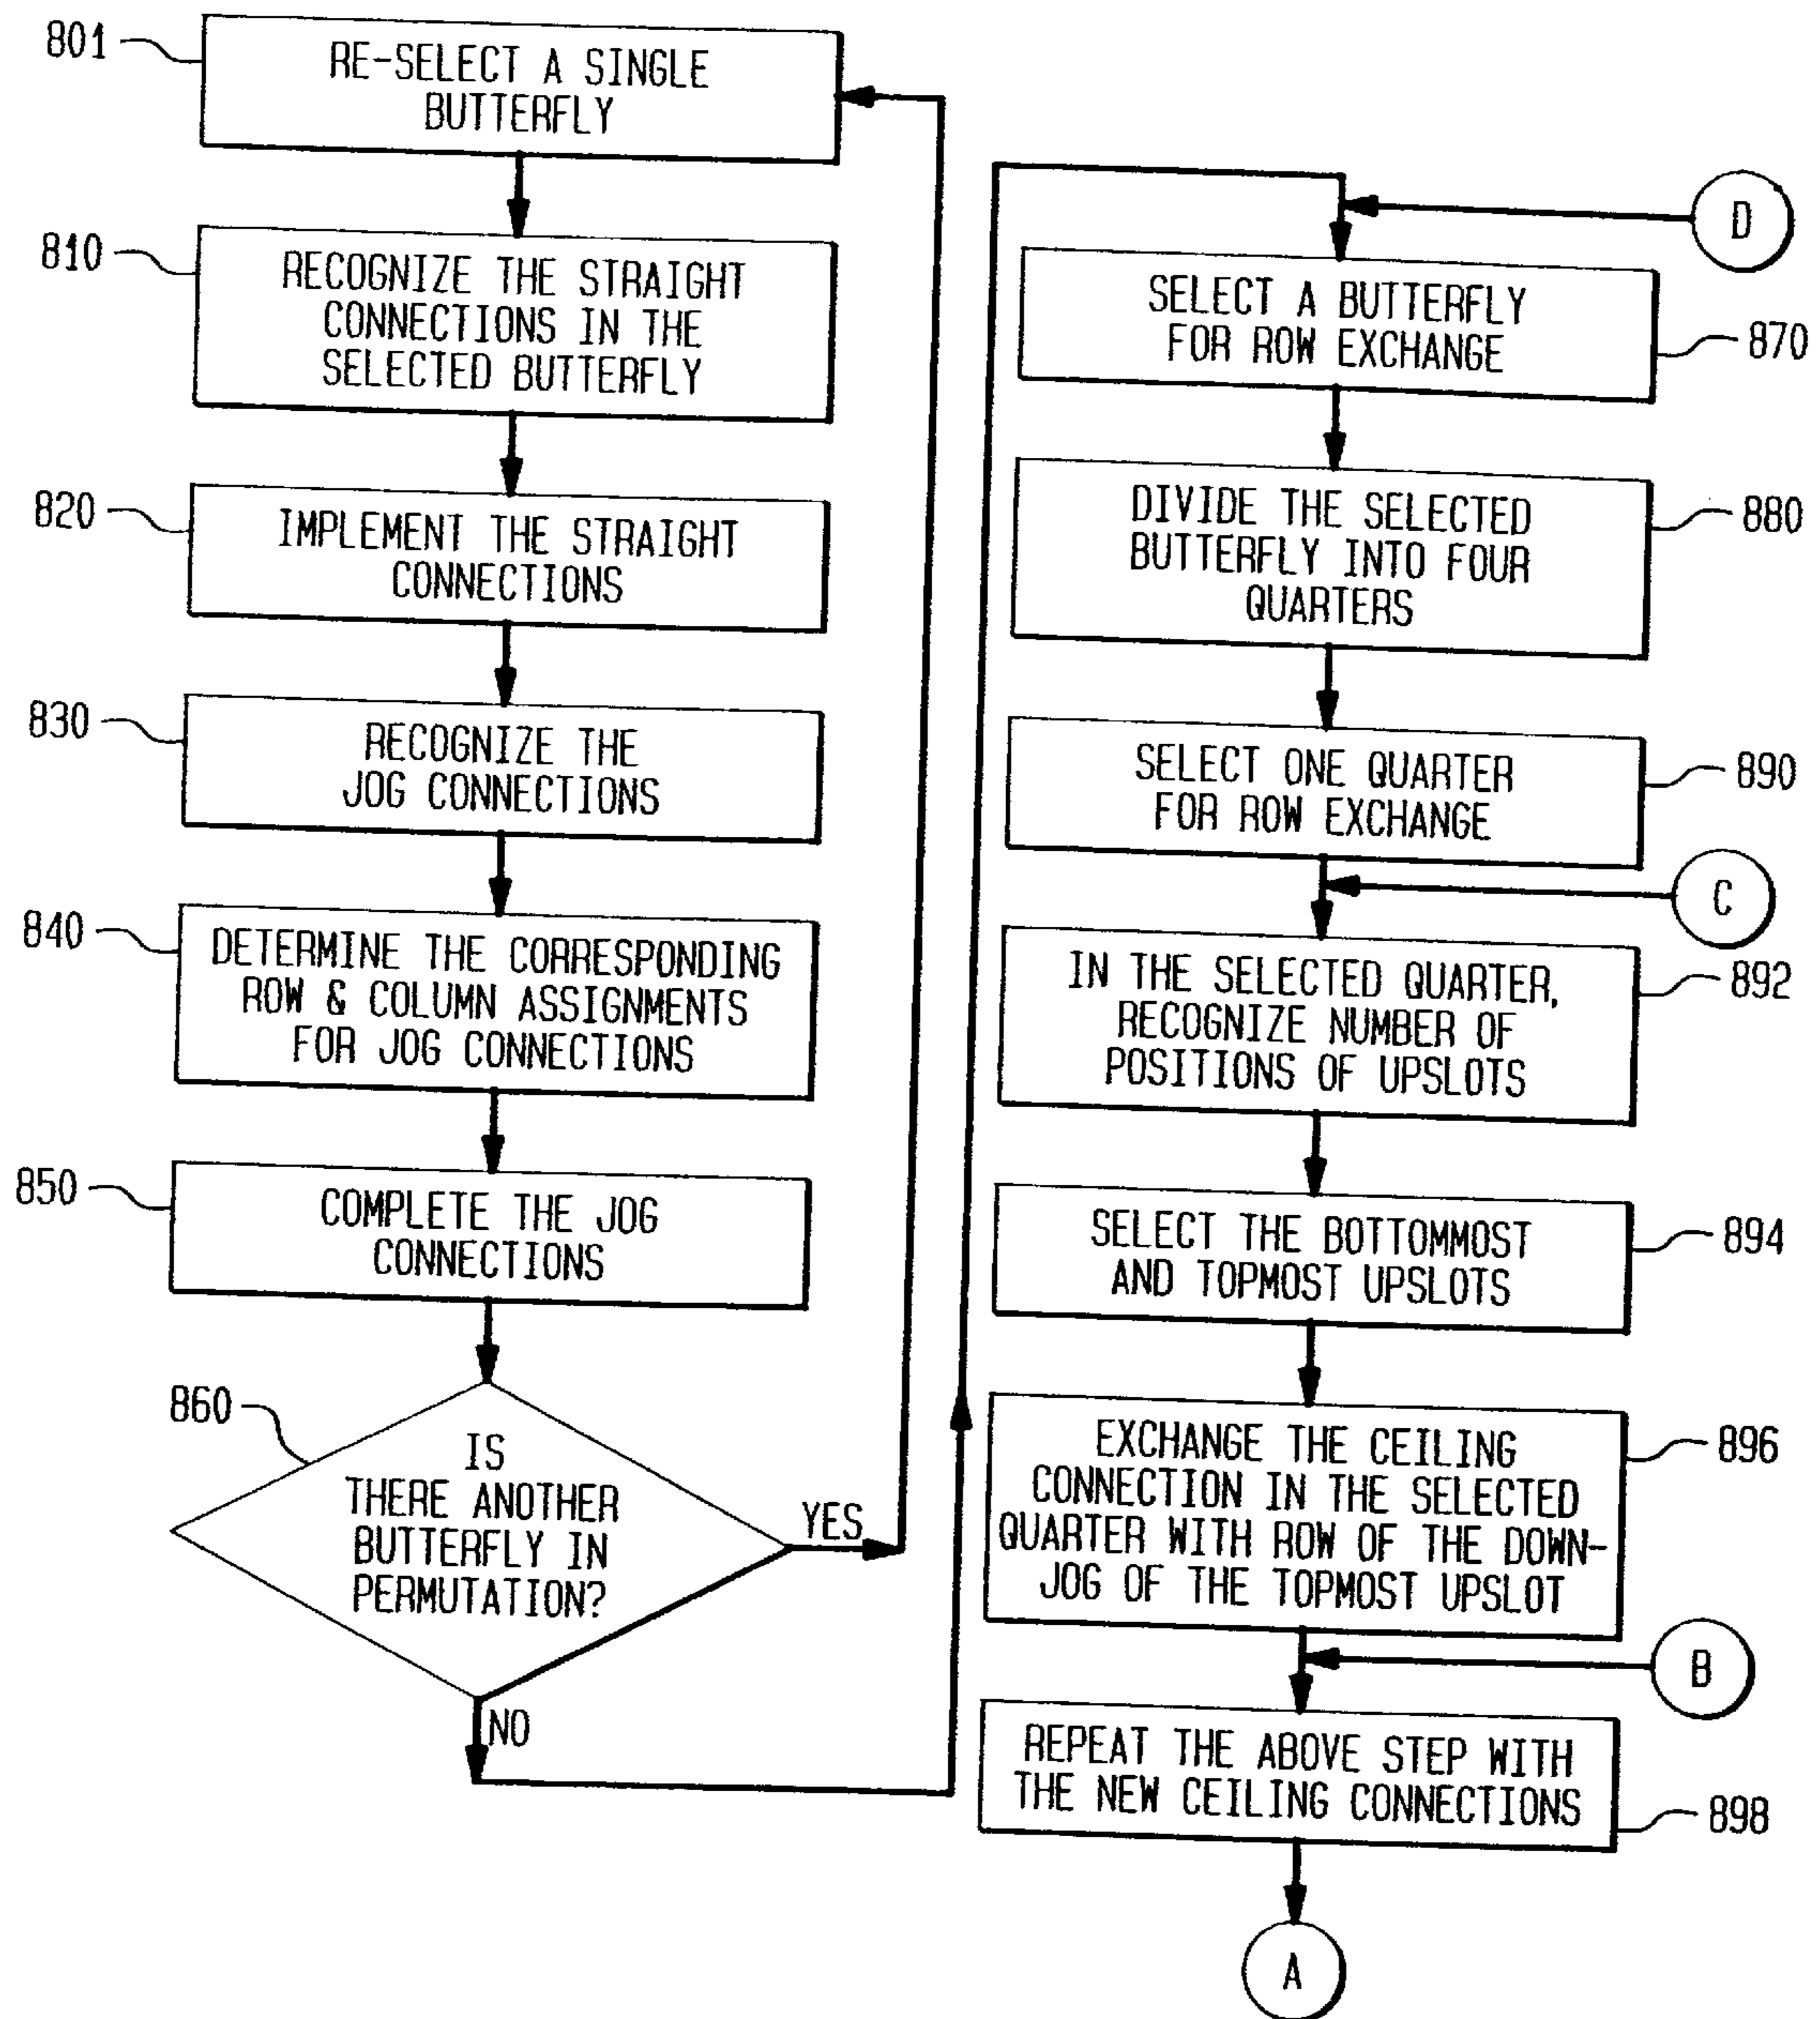 801
RE-SELECT A SINGLE
BUTTERFLY
810
RECOGNIZE THE STRAIGHT
CONNECTIONS IN THE
SELECTED BUTTERFLY
820
IMPLEMENT THE STRAIGHT
CONNECTIONS
830
RECOGNIZE THE
JOG CONNECTIONS
840
DETERMINE THE CORRESPONDING
ROW & COLUMN ASSIGNMENTS
FOR JOG CONNECTIONS
850
COMPLETE THE JOG
CONNECTIONS
860
IS
THERE ANOTHER
BUTTERFLY IN
PERMUTATION?
YES
NO
D
SELECT A BUTTERFLY
FOR ROW EXCHANGE
870
DIVIDE THE SELECTED
BUTTERFLY INTO FOUR
QUARTERS
880
SELECT ONE QUARTER
FOR ROW EXCHANGE
890
C
IN THE SELECTED QUARTER,
RECOGNIZE NUMBER OF
POSITIONS OF UPSLOTS
892
SELECT THE BOTTOMMOST
AND TOPMOST UPSLOTS
894
EXCHANGE THE CEILING
CONNECTION IN THE SELECTED
QUARTER WITH ROW OF THE DOWN-
JOG OF THE TOPMOST UPSLOT
896
B
REPEAT THE ABOVE STEP WITH
THE NEW CEILING CONNECTIONS
898
A